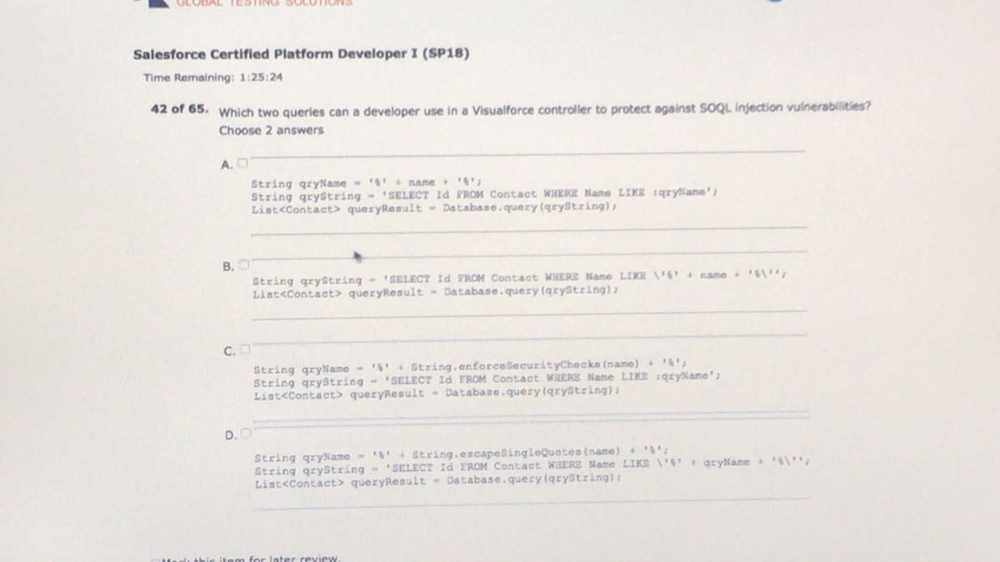 GLOBAL TESTING SOLUTIONS
Salesforce Certified Platform Developer I (SP18)
Time Remaining: 1:25:24
42 of 65. Which two queries can a developer use in a Visualforce controller to protect against SOQL injection vulnerabilities?
Choose 2 answers
A.
String qryName = '%' + name + '%';
String qryString = 'SELECT Id FROM Contact WHERE Name LIKE :qryName';
List<Contact> queryResult = Database.query(qryString);
B.
String qryString = 'SELECT Id FROM Contact WHERE Name LIKE \'%' + name + '%\'';
List<Contact> queryResult = Database.query(qryString);
C.
String qryName = '%' + String.enforceSecurityChecks(name) + '%';
String qryString = 'SELECT Id FROM Contact WHERE Name LIKE :qryName';
List<Contact> queryResult = Database.query(qryString);
D.
String qryName = '%' + String.escapeSingleQuotes(name) + '%';
String qryString = 'SELECT Id FROM Contact WHERE Name LIKE \'%' + qryName + '%\'';
List<Contact> queryResult = Database.query(qryString);
Mark this item for later review.